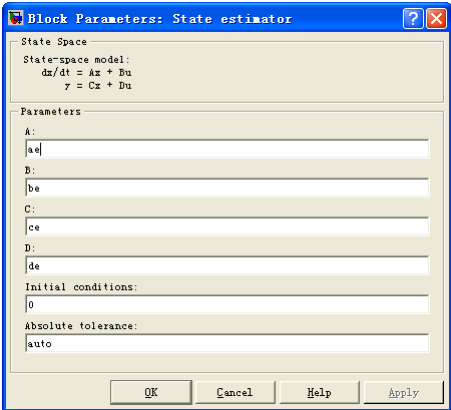 Block Parameters: State estimator
State Space
State-space model:
dx/dt = Ax + Bu
y = Cx + Du
Parameters
A:
ae
B:
be
C:
ce
D:
de
Initial conditions:
0
Absolute tolerance:
auto
OK Cancel Help Apply